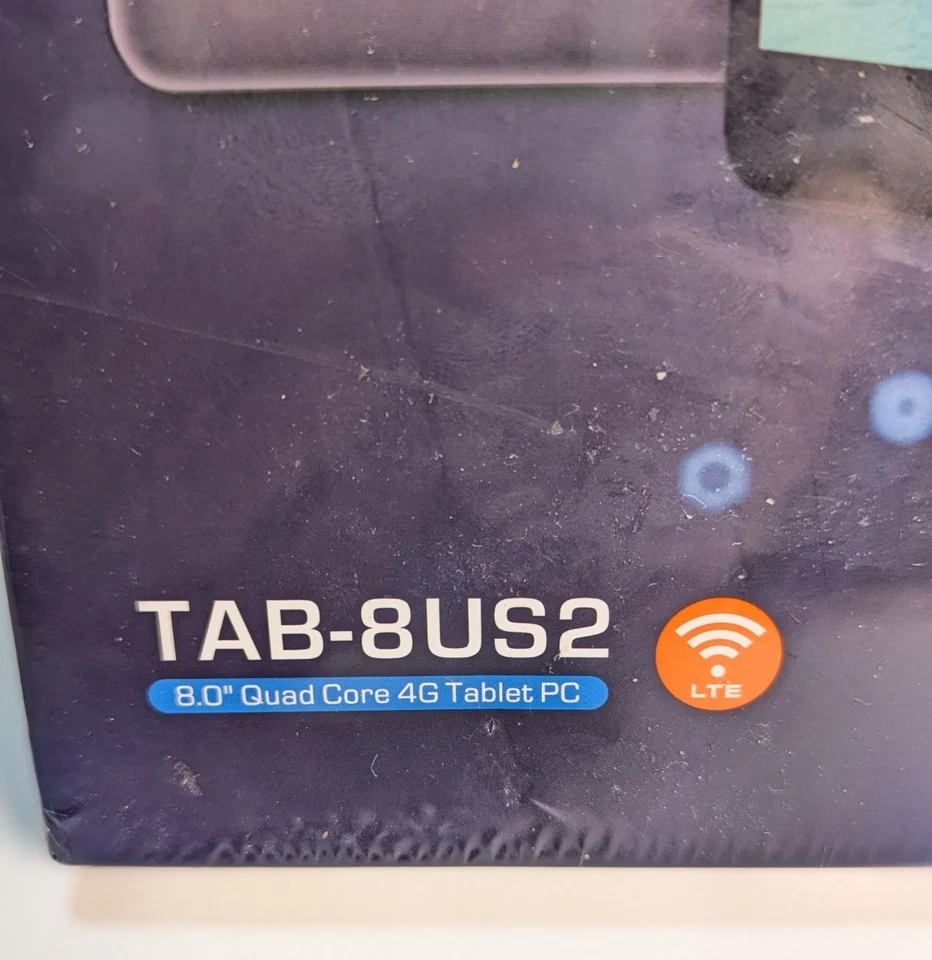 TAB-8US2
8.0" Quad Core 4G Tablet PC
LTE